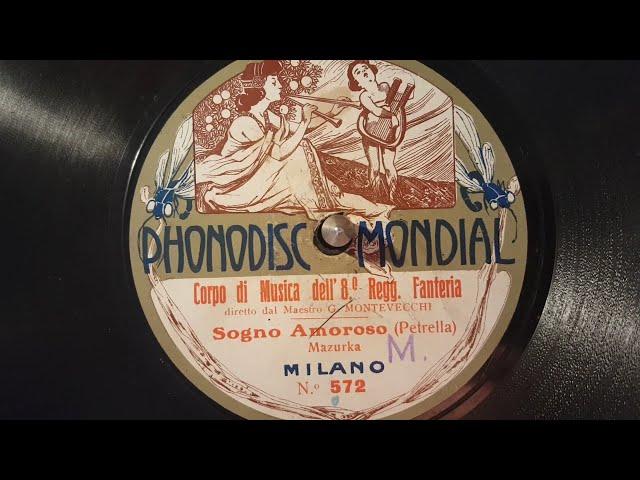 PHONODISC MONDIAL
Corpo di Musica dell' 8.º Regg. Fanteria
diretto dal Maestro G. MONTEVECCHI
Sogno Amoroso (Petrella)
Mazurka
M.
MILANO
N.º 572